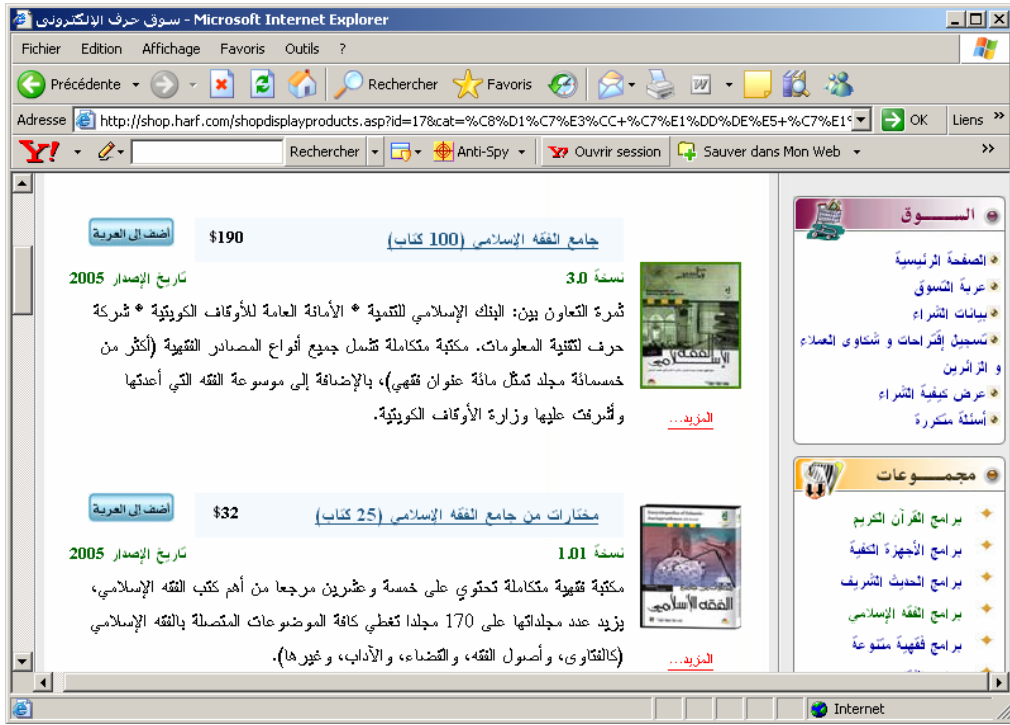 سوق حرف الإلكتروني - Microsoft Internet Explorer
Fichier Edition Affichage Favoris Outils ?
Précédente Rechercher Favoris
Adresse http://shop.harf.com/shopdisplayproducts.asp?id=17&cat=%C8%D1%C7%E3%CC+%C7%E1%DD%DE%E5+%C7%E1° OK Liens »
Y! Rechercher Anti-Spy Ouvrir session Sauver dans Mon Web »
الســـــوق
الصفحة الرئيسية
عربة التسوق
بيانات الشراء
تسجيل إقتراحات و شكاوى العملاء
و الزائرين
عرض كيفية الشراء
أسئلة متكررة
مجمـــوعات
برامج القرآن الكريم
برامج الأجهزة الكفية
برامج الحديث الشريف
برامج الفقه الإسلامي
برامج فقهية متنوعة
جامع الفقه الإسلامي (100 كتاب) $190 أضف إلى العربة
نسخة 3.0 تاريخ الإصدار 2005
ثمرة التعاون بين: البنك الإسلامي للتنمية * الأمانة العامة للأوقاف الكويتية * شركة
حرف لتقنية المعلومات. مكتبة متكاملة تشمل جميع أنواع المصادر الفقهية (أكثر من
خمسمائة مجلد تمثل مائة عنوان فقهي)، بالإضافة إلى موسوعة الفقه التي أعدتها
وأشرفت عليها وزارة الأوقاف الكويتية.
المزيد...
مختارات من جامع الفقه الإسلامي (25 كتاب) $32 أضف إلى العربة
نسخة 1.01 تاريخ الإصدار 2005
الفقه الإسلامي
مكتبة فقهية متكاملة تحتوي على خمسة وعشرين مرجعا من أهم كتب الفقه الإسلامي،
يزيد عدد مجلداتها على 170 مجلدا تغطي كافة الموضوعات المتصلة بالفقه الإسلامي
(كالفتاوى، وأصول الفقه، والقضاء، والآداب، وغيرها).
المزيد...
Internet